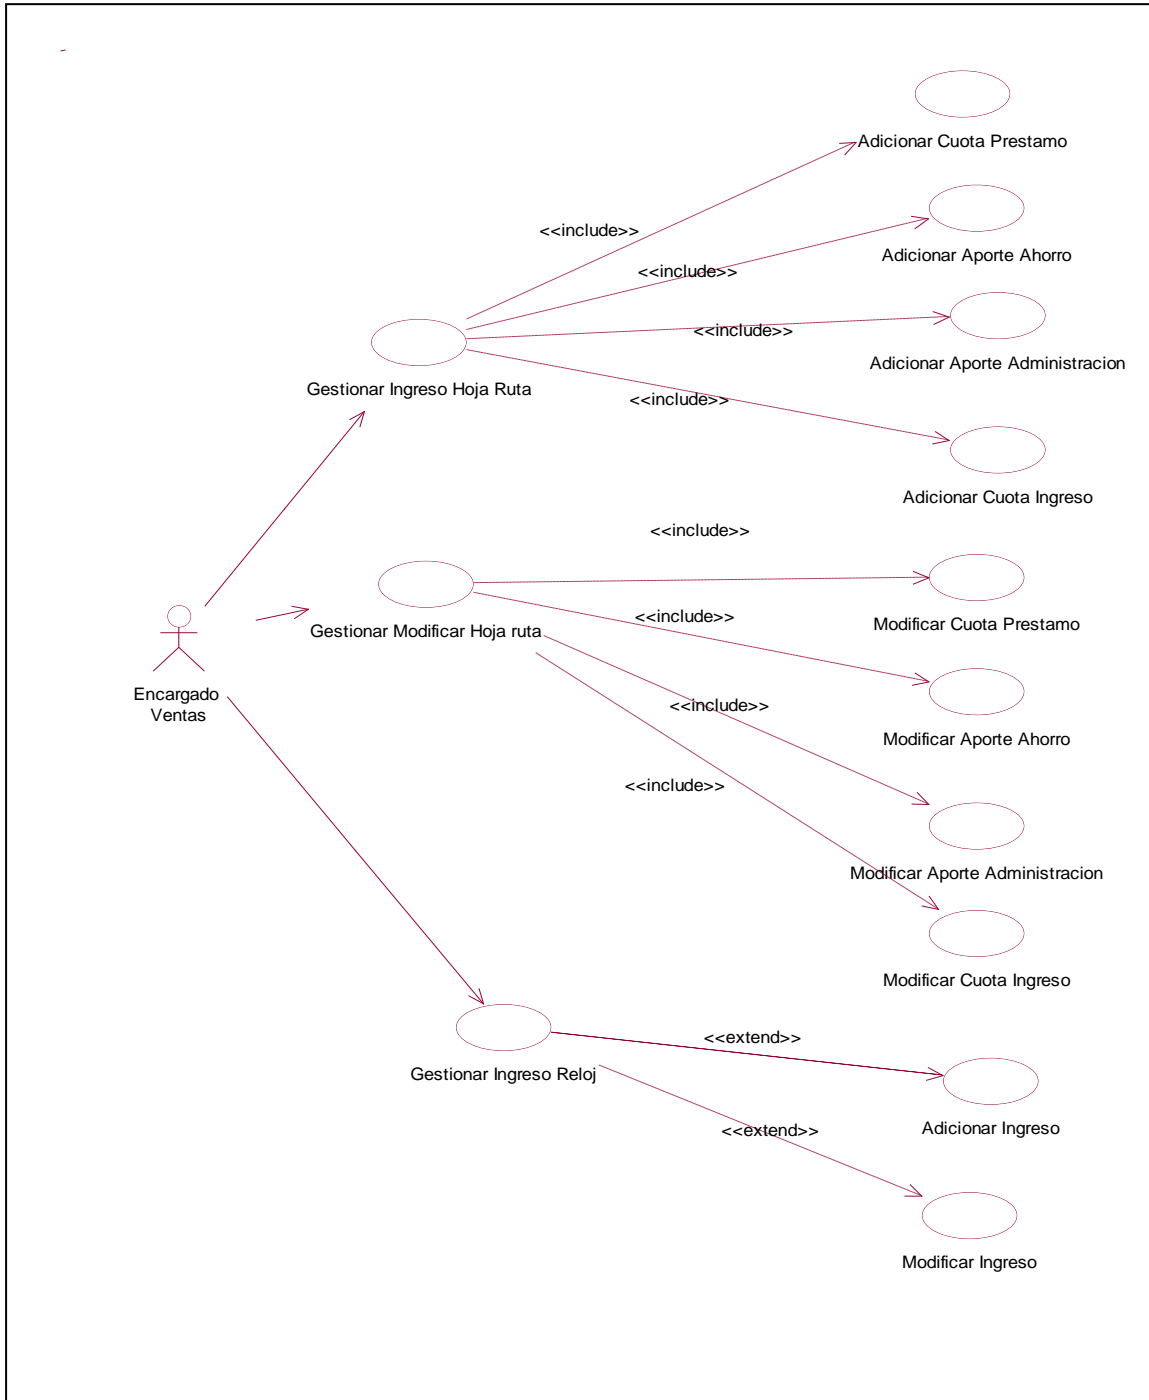 Adicionar Cuota Prestamo
<<include>>
Adicionar Aporte Ahorro
<<include>>
<<include>>
Adicionar Aporte Administracion
Gestionar Ingreso Hoja Ruta
<<include>>
Adicionar Cuota Ingreso
<<include>>
<<include>>
Modificar Cuota Prestamo
Gestionar Modificar Hoja ruta
Encargado
Ventas
<<include>>
Modificar Aporte Ahorro
<<include>>
Modificar Aporte Administracion
Modificar Cuota Ingreso
<<extend>>
Gestionar Ingreso Reloj
Adicionar Ingreso
<<extend>>
Modificar Ingreso